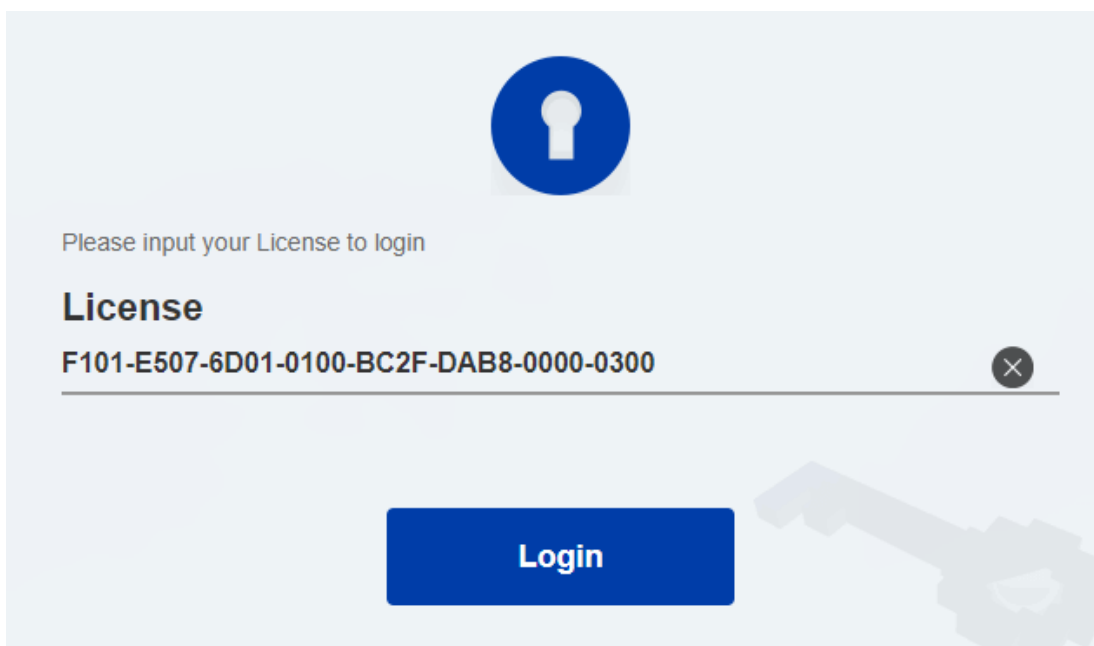 Please input your License to login
License
F101-E507-6D01-0100-BC2F-DAB8-0000-0300
Login